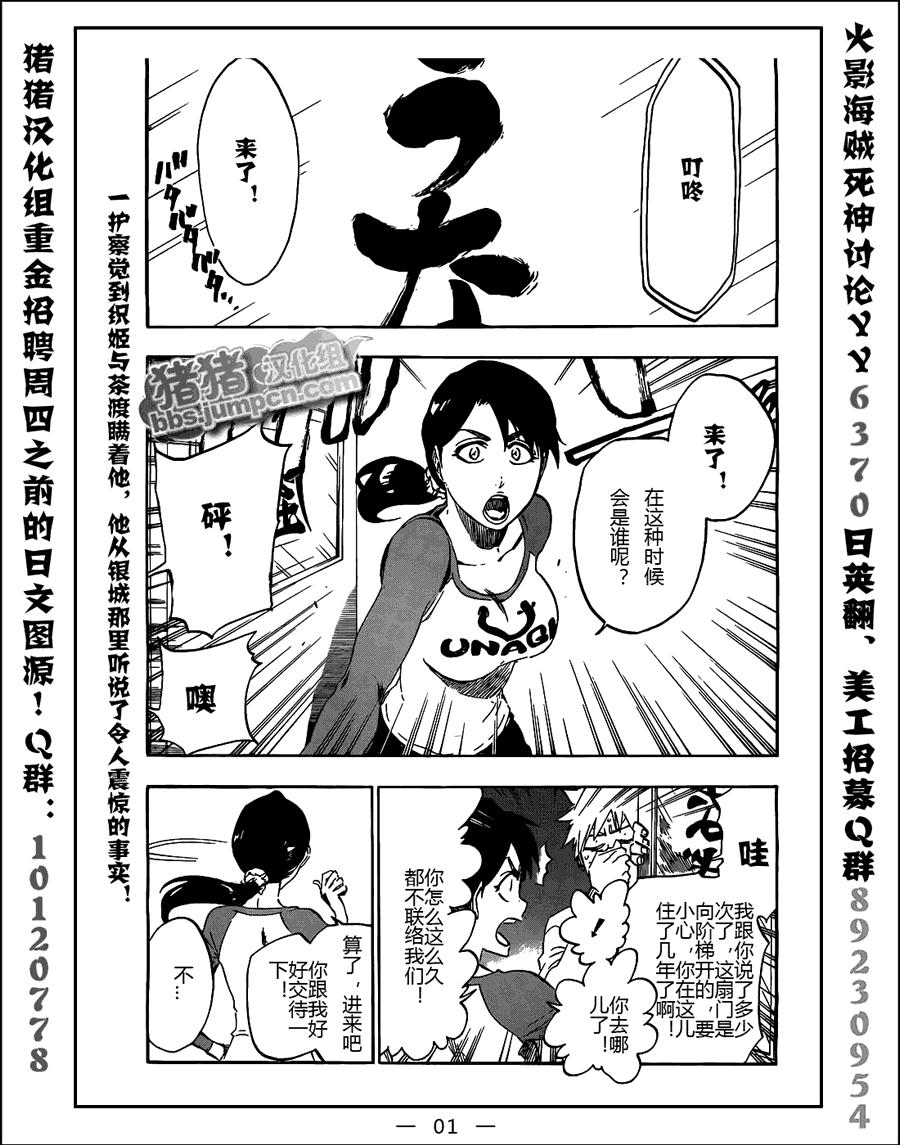 火影海贼死神讨论YY6370日英翻、美工招募Q群892309954
叮咚
来了！
バタバタバタ
一护察觉到织姬与茶渡瞒着他，他从银城那里听说了令人震惊的事实！
猪猪汉化组
bbs.jumpcn.com
来了！
在这种时候
会是谁呢？
UNAGI
砰！
噢
哇
我跟你说了多少
次了，这扇门是
向阶梯开的，要
小心，你在这儿
住了几年了啊！
！
你去哪
儿了！
你怎么这么久
都不联络我们！
算了，进来吧
你跟我好
好交待一
下！
不…
猪猪汉化组重金招聘周四之前的日文图源！Q群：10120778
— 01 —